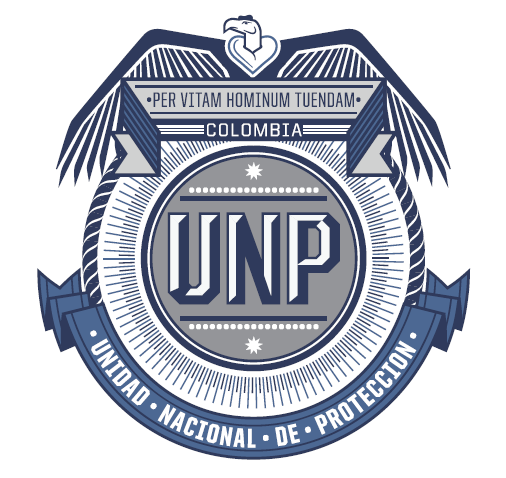 •PER VITAM HOMINUM TUENDAM•
COLOMBIA
UNP
•UNIDAD•NACIONAL•DE•PROTECCION•